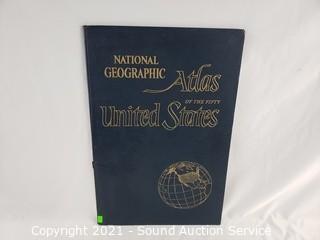 NATIONAL
GEOGRAPHIC
Atlas
OF THE FIFTY
United States
Copyright 2021 - Sound Auction Service